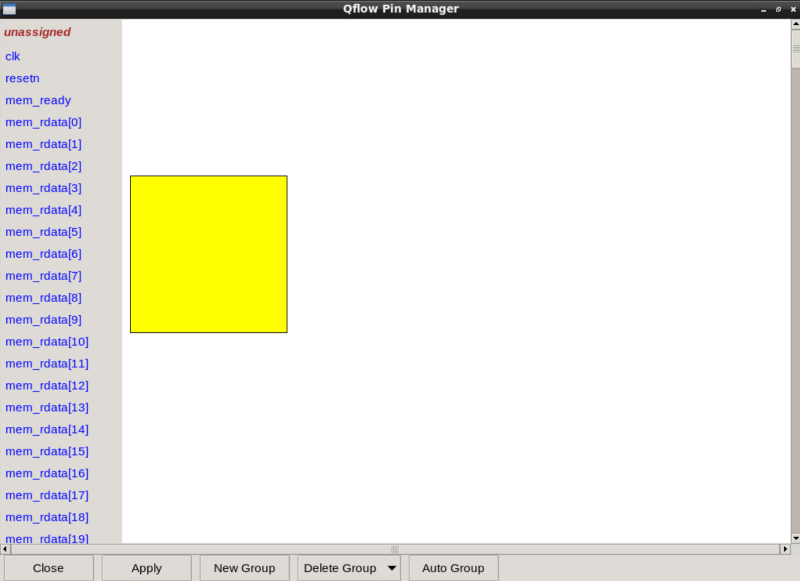 Qflow Pin Manager
unassigned
clk
resetn
mem_ready
mem_rdata[0]
mem_rdata[1]
mem_rdata[2]
mem_rdata[3]
mem_rdata[4]
mem_rdata[5]
mem_rdata[6]
mem_rdata[7]
mem_rdata[8]
mem_rdata[9]
mem_rdata[10]
mem_rdata[11]
mem_rdata[12]
mem_rdata[13]
mem_rdata[14]
mem_rdata[15]
mem_rdata[16]
mem_rdata[17]
mem_rdata[18]
mem_rdata[19]
Close Apply New Group Delete Group Auto Group